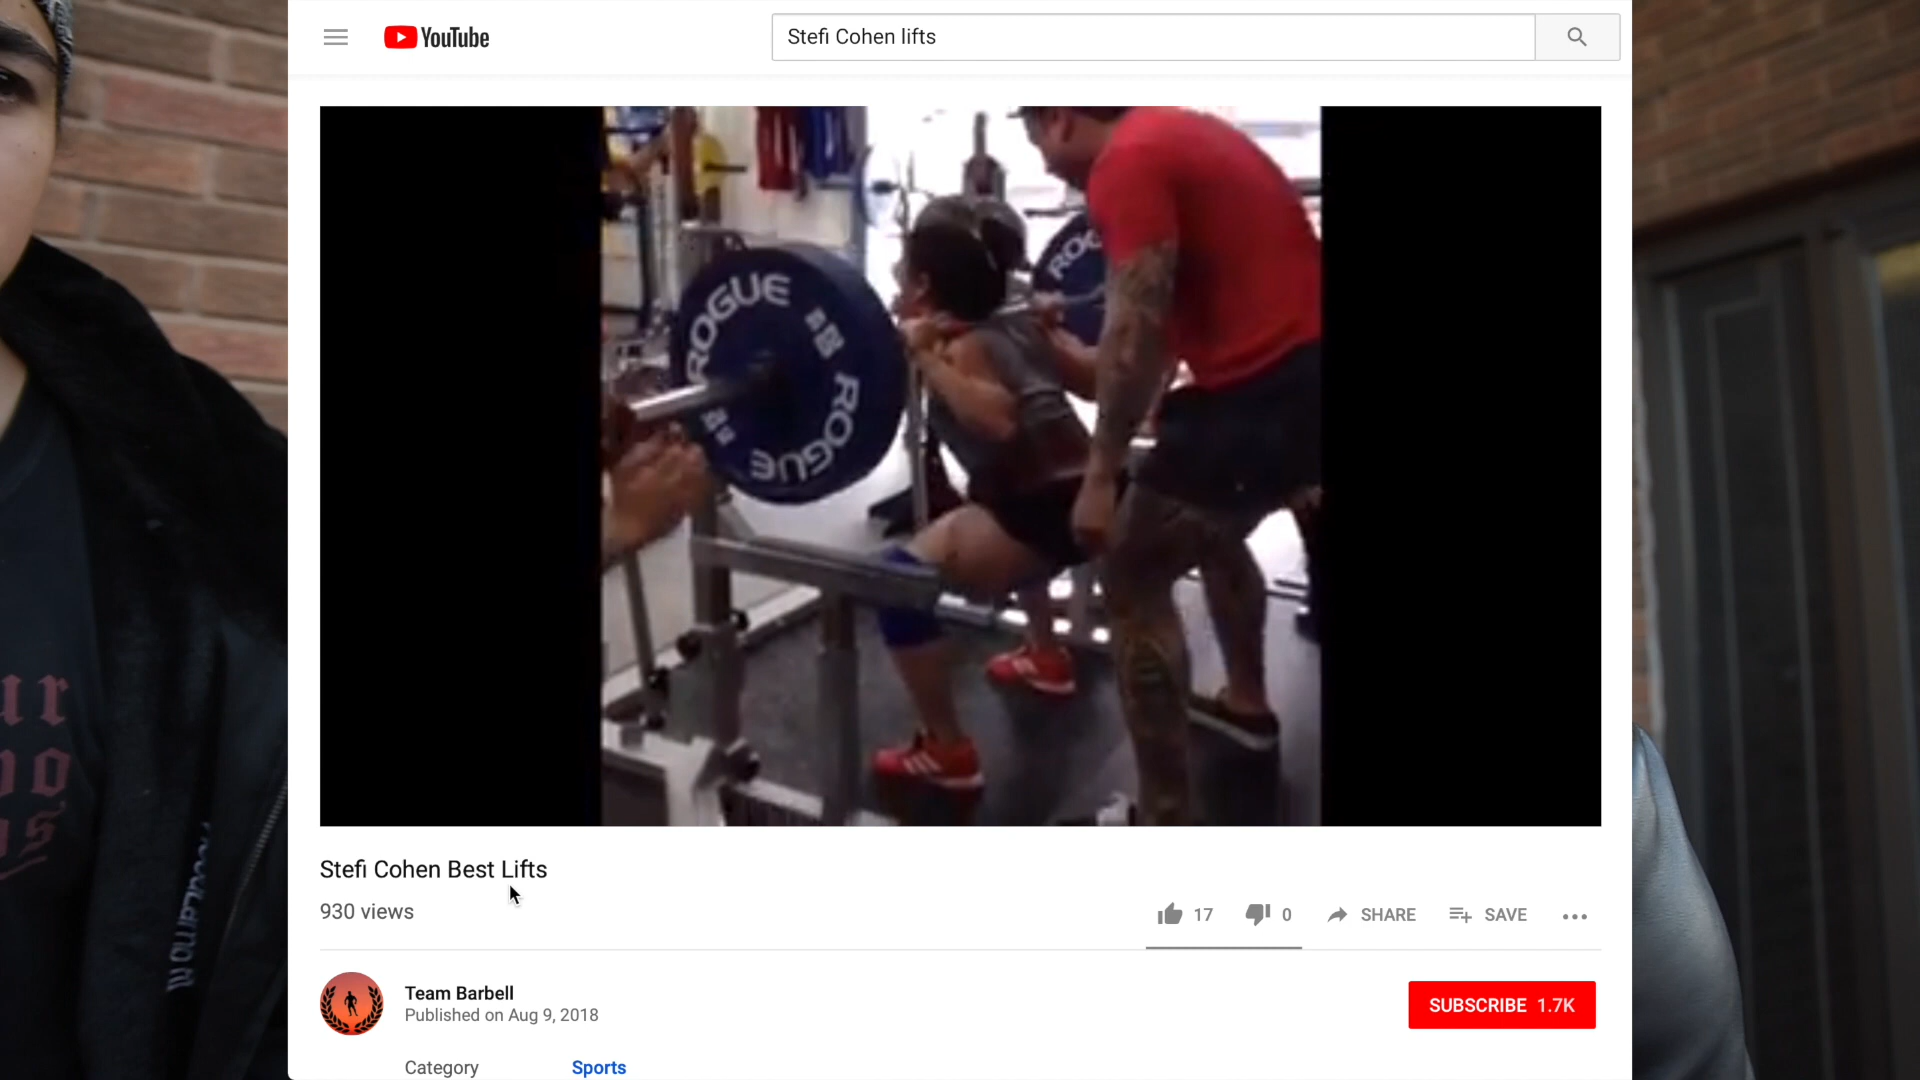 YouTube
Stefi Cohen lifts
ROGUE
ROGUE
ROGUE
Stefi Cohen Best Lifts
930 views
17
0
SHARE
SAVE
Team Barbell
Published on Aug 9, 2018
SUBSCRIBE 1.7K
Category
Sports